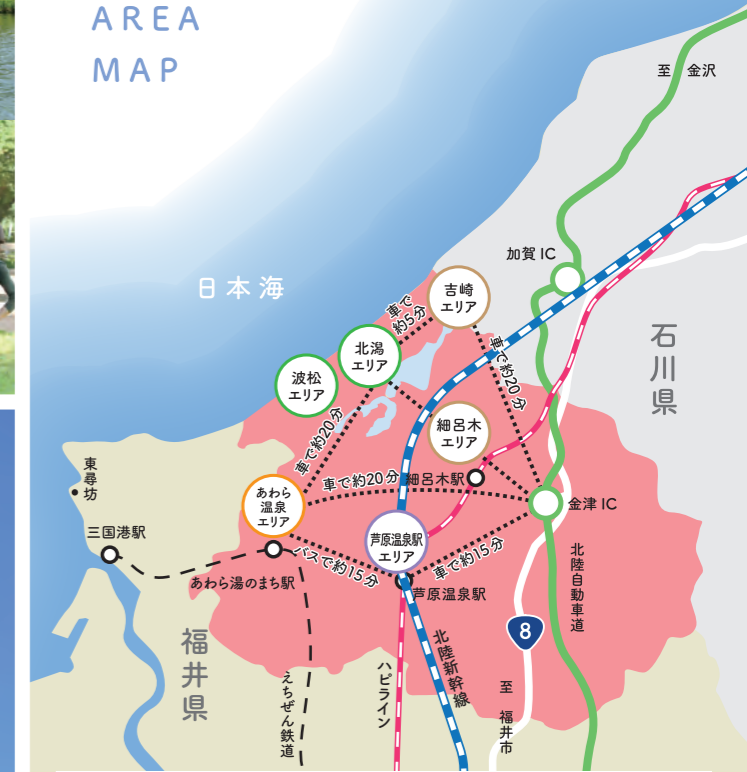 AREA
MAP
至 金沢
加賀 IC
日本海
吉崎
エリア
車で
約5分
北潟
エリア
車で約20分
石川県
波松
エリア
細呂木
エリア
車で約20分
東尋坊
車で約20分
細呂木駅
あわら
温泉
エリア
金津 IC
三国港駅
芦原温泉駅
エリア
車で約15分
バスで約15分
北陸自動車道
あわら湯のまち駅
芦原温泉駅
8
福井県
北陸新幹線
ハピライン
えちぜん鉄道
至 福井市